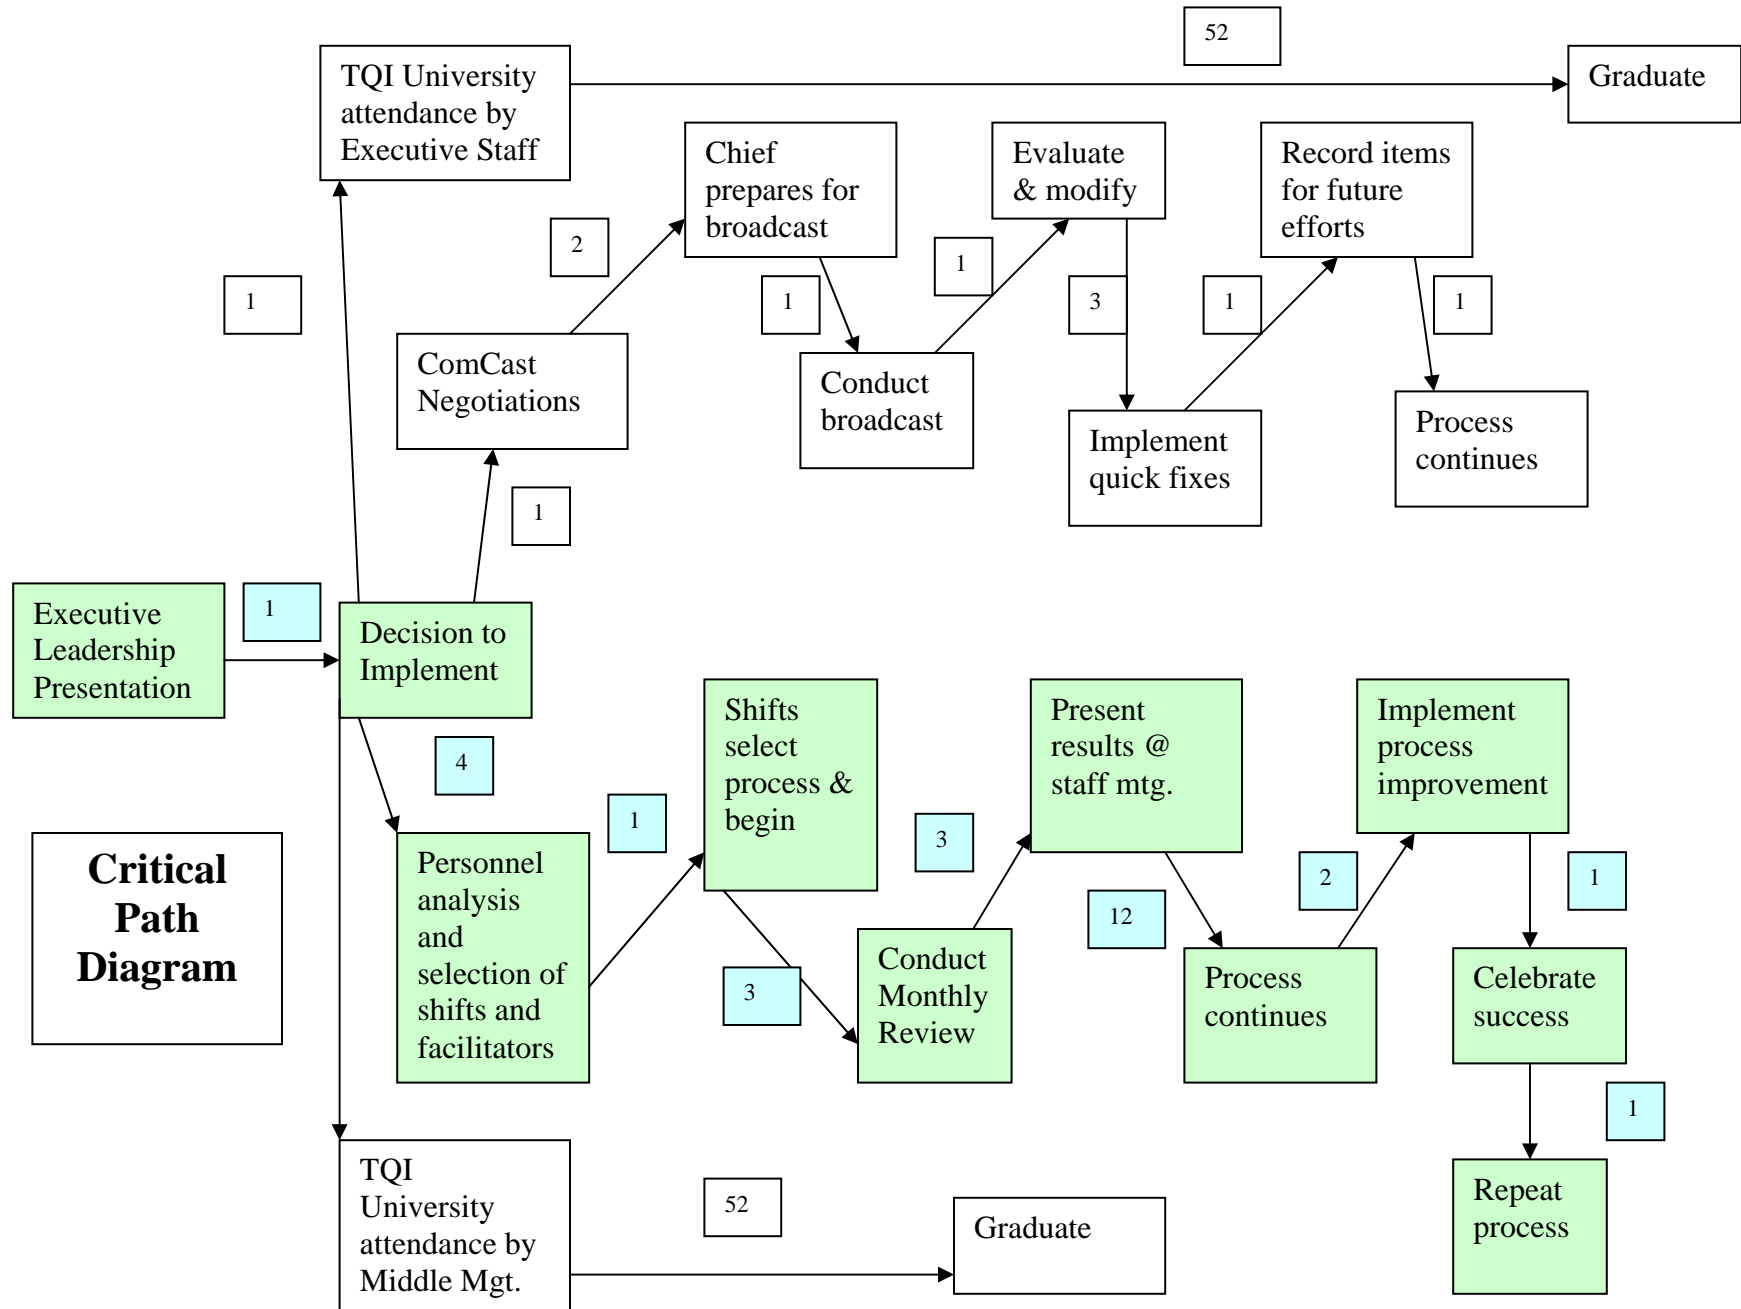 52
TQI University
attendance by
Executive Staff
Graduate
Chief
prepares for
broadcast
Evaluate
& modify
Record items
for future
efforts
2
1
1
1
3
1
1
ComCast
Negotiations
Conduct
broadcast
Process
continues
Implement
quick fixes
1
Executive
Leadership
Presentation
1
Decision to
Implement
Shifts
select
process &
begin
Present
results @
staff mtg.
Implement
process
improvement
4
1
3
12
2
1
Critical
Path
Diagram
Personnel
analysis
and
selection of
shifts and
facilitators
3
Conduct
Monthly
Review
Process
continues
Celebrate
success
1
TQI
University
attendance by
Middle Mgt.
52
Graduate
Repeat
process